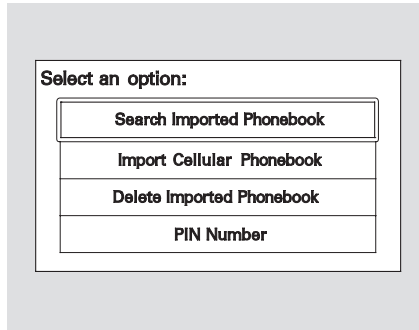 Select an option:
Search Imported Phonebook
Import Cellular Phonebook
Delete Imported Phonebook
PIN Number